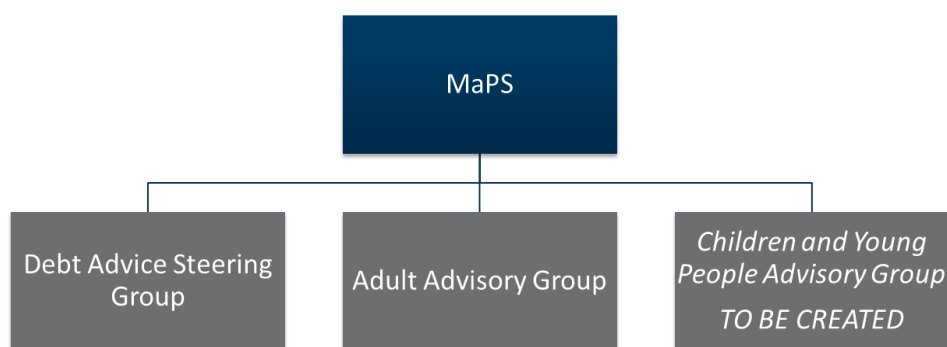 MaPS
Debt Advice Steering
Group
Adult Advisory Group
Children and Young
People Advisory Group
TO BE CREATED